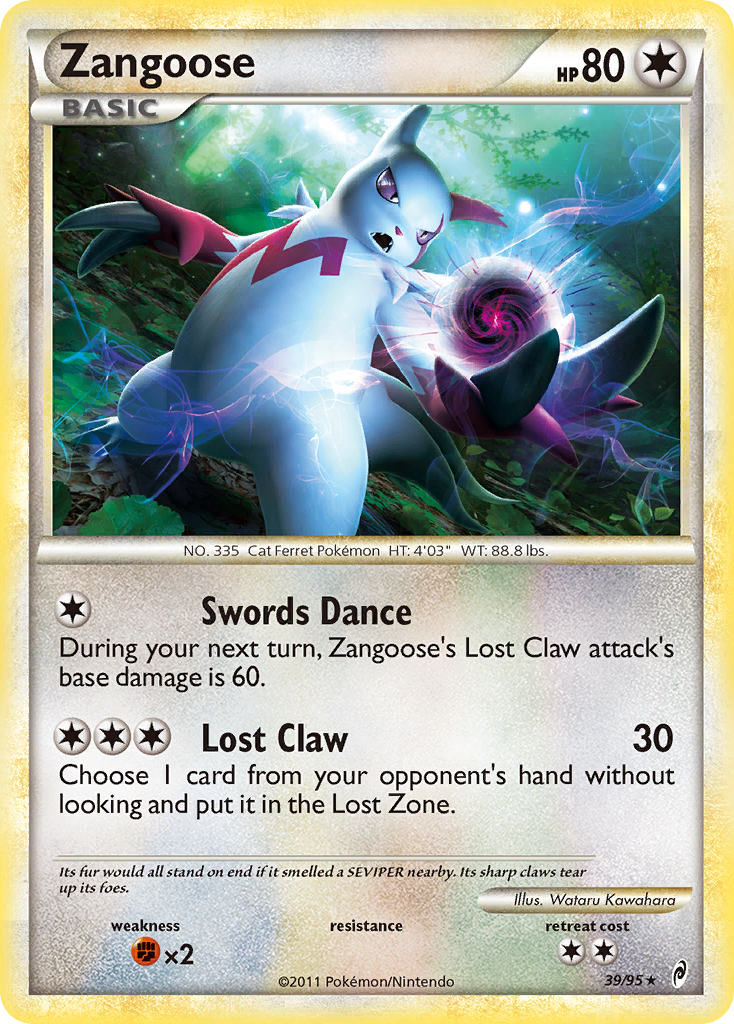 Zangoose
HP 80
BASIC
NO. 335 Cat Ferret Pokémon HT: 4'03" WT: 88.8 lbs.
Swords Dance
During your next turn, Zangoose's Lost Claw attack's
base damage is 60.
Lost Claw 30
Choose 1 card from your opponent's hand without
looking and put it in the Lost Zone.
Its fur would all stand on end if it smelled a SEVIPER nearby. Its sharp claws tear
up its foes.
Illus. Wataru Kawahara
weakness resistance retreat cost
×2
©2011 Pokémon/Nintendo 39/95 ★